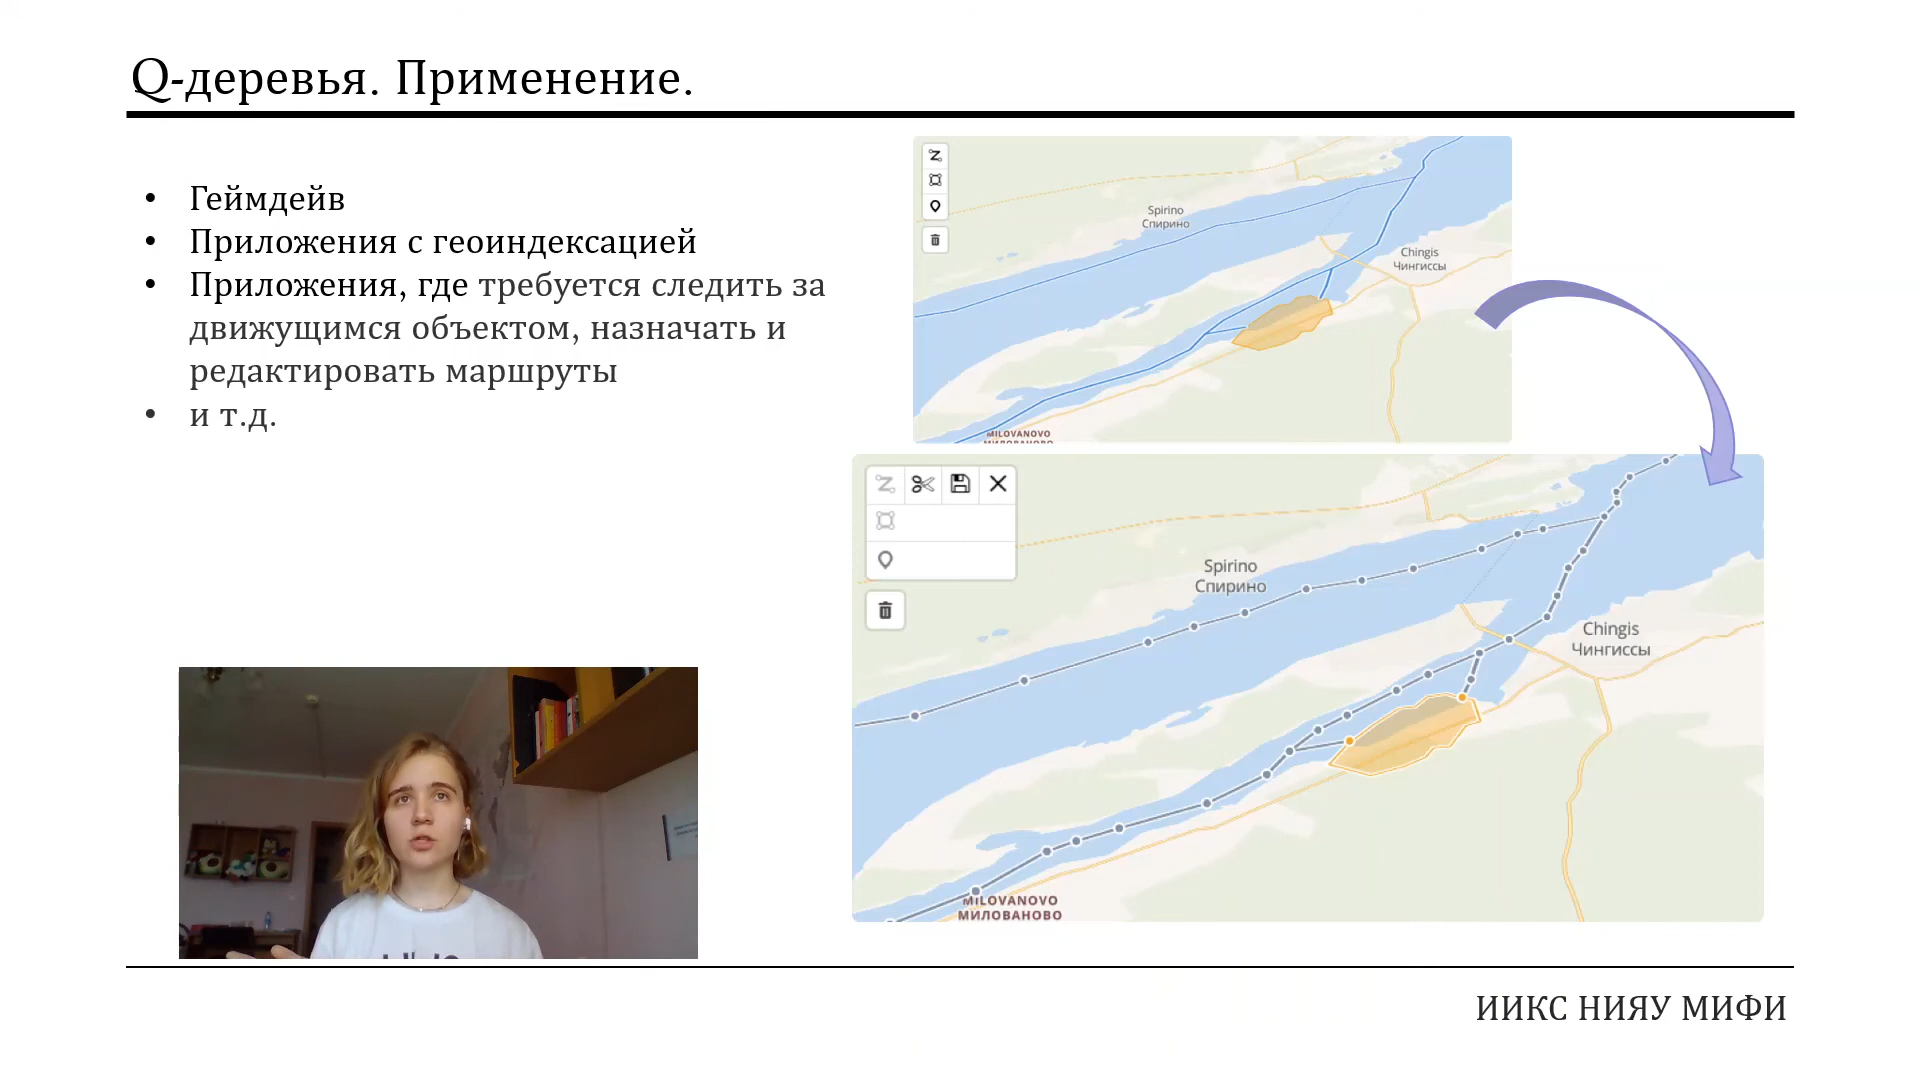 Q-деревья. Применение.
• Геймдейв
• Приложения с геоиндексацией
• Приложения, где требуется следить за
движущимся объектом, назначать и
редактировать маршруты
• и т.д.
Spirino
Спирино
Chingis
Чингиссы
MILOVANOVO
МИЛОВАНОВО
Spirino
Спирино
Chingis
Чингиссы
MILOVANOVO
МИЛОВАНОВО
ИИКС НИЯУ МИФИ